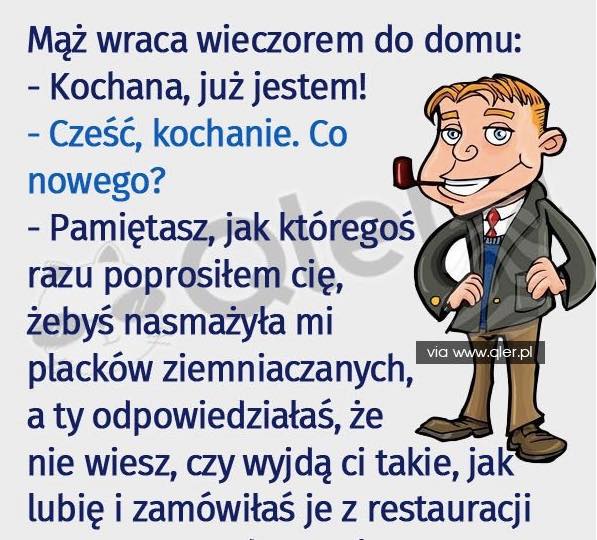 Mąż wraca wieczorem do domu:
- Kochana, już jestem!
- Cześć, kochanie. Co
nowego?
- Pamiętasz, jak któregoś
razu poprosiłem cię,
żebyś nasmażyła mi
via www.qler.pl
placków ziemniaczanych,
a ty odpowiedziałaś, że
nie wiesz, czy wyjdą ci takie, jak
lubię i zamówiłaś je z restauracji